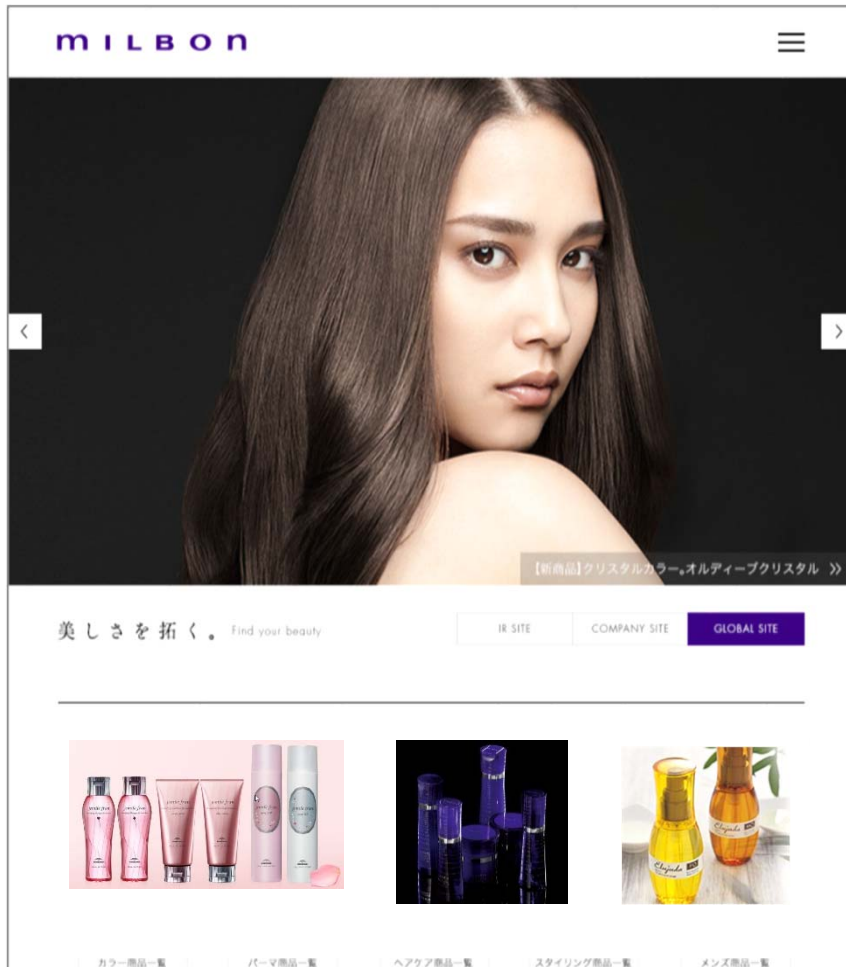 MILBON
【新商品】クリスタルカラー。オルディーブクリスタル
美しさを拓く。 Find your beauty
IR SITE COMPANY SITE GLOBAL SITE
カラー商品一覧 パーマ商品一覧 ヘアケア商品一覧 スタイリング商品一覧 メンズ商品一覧